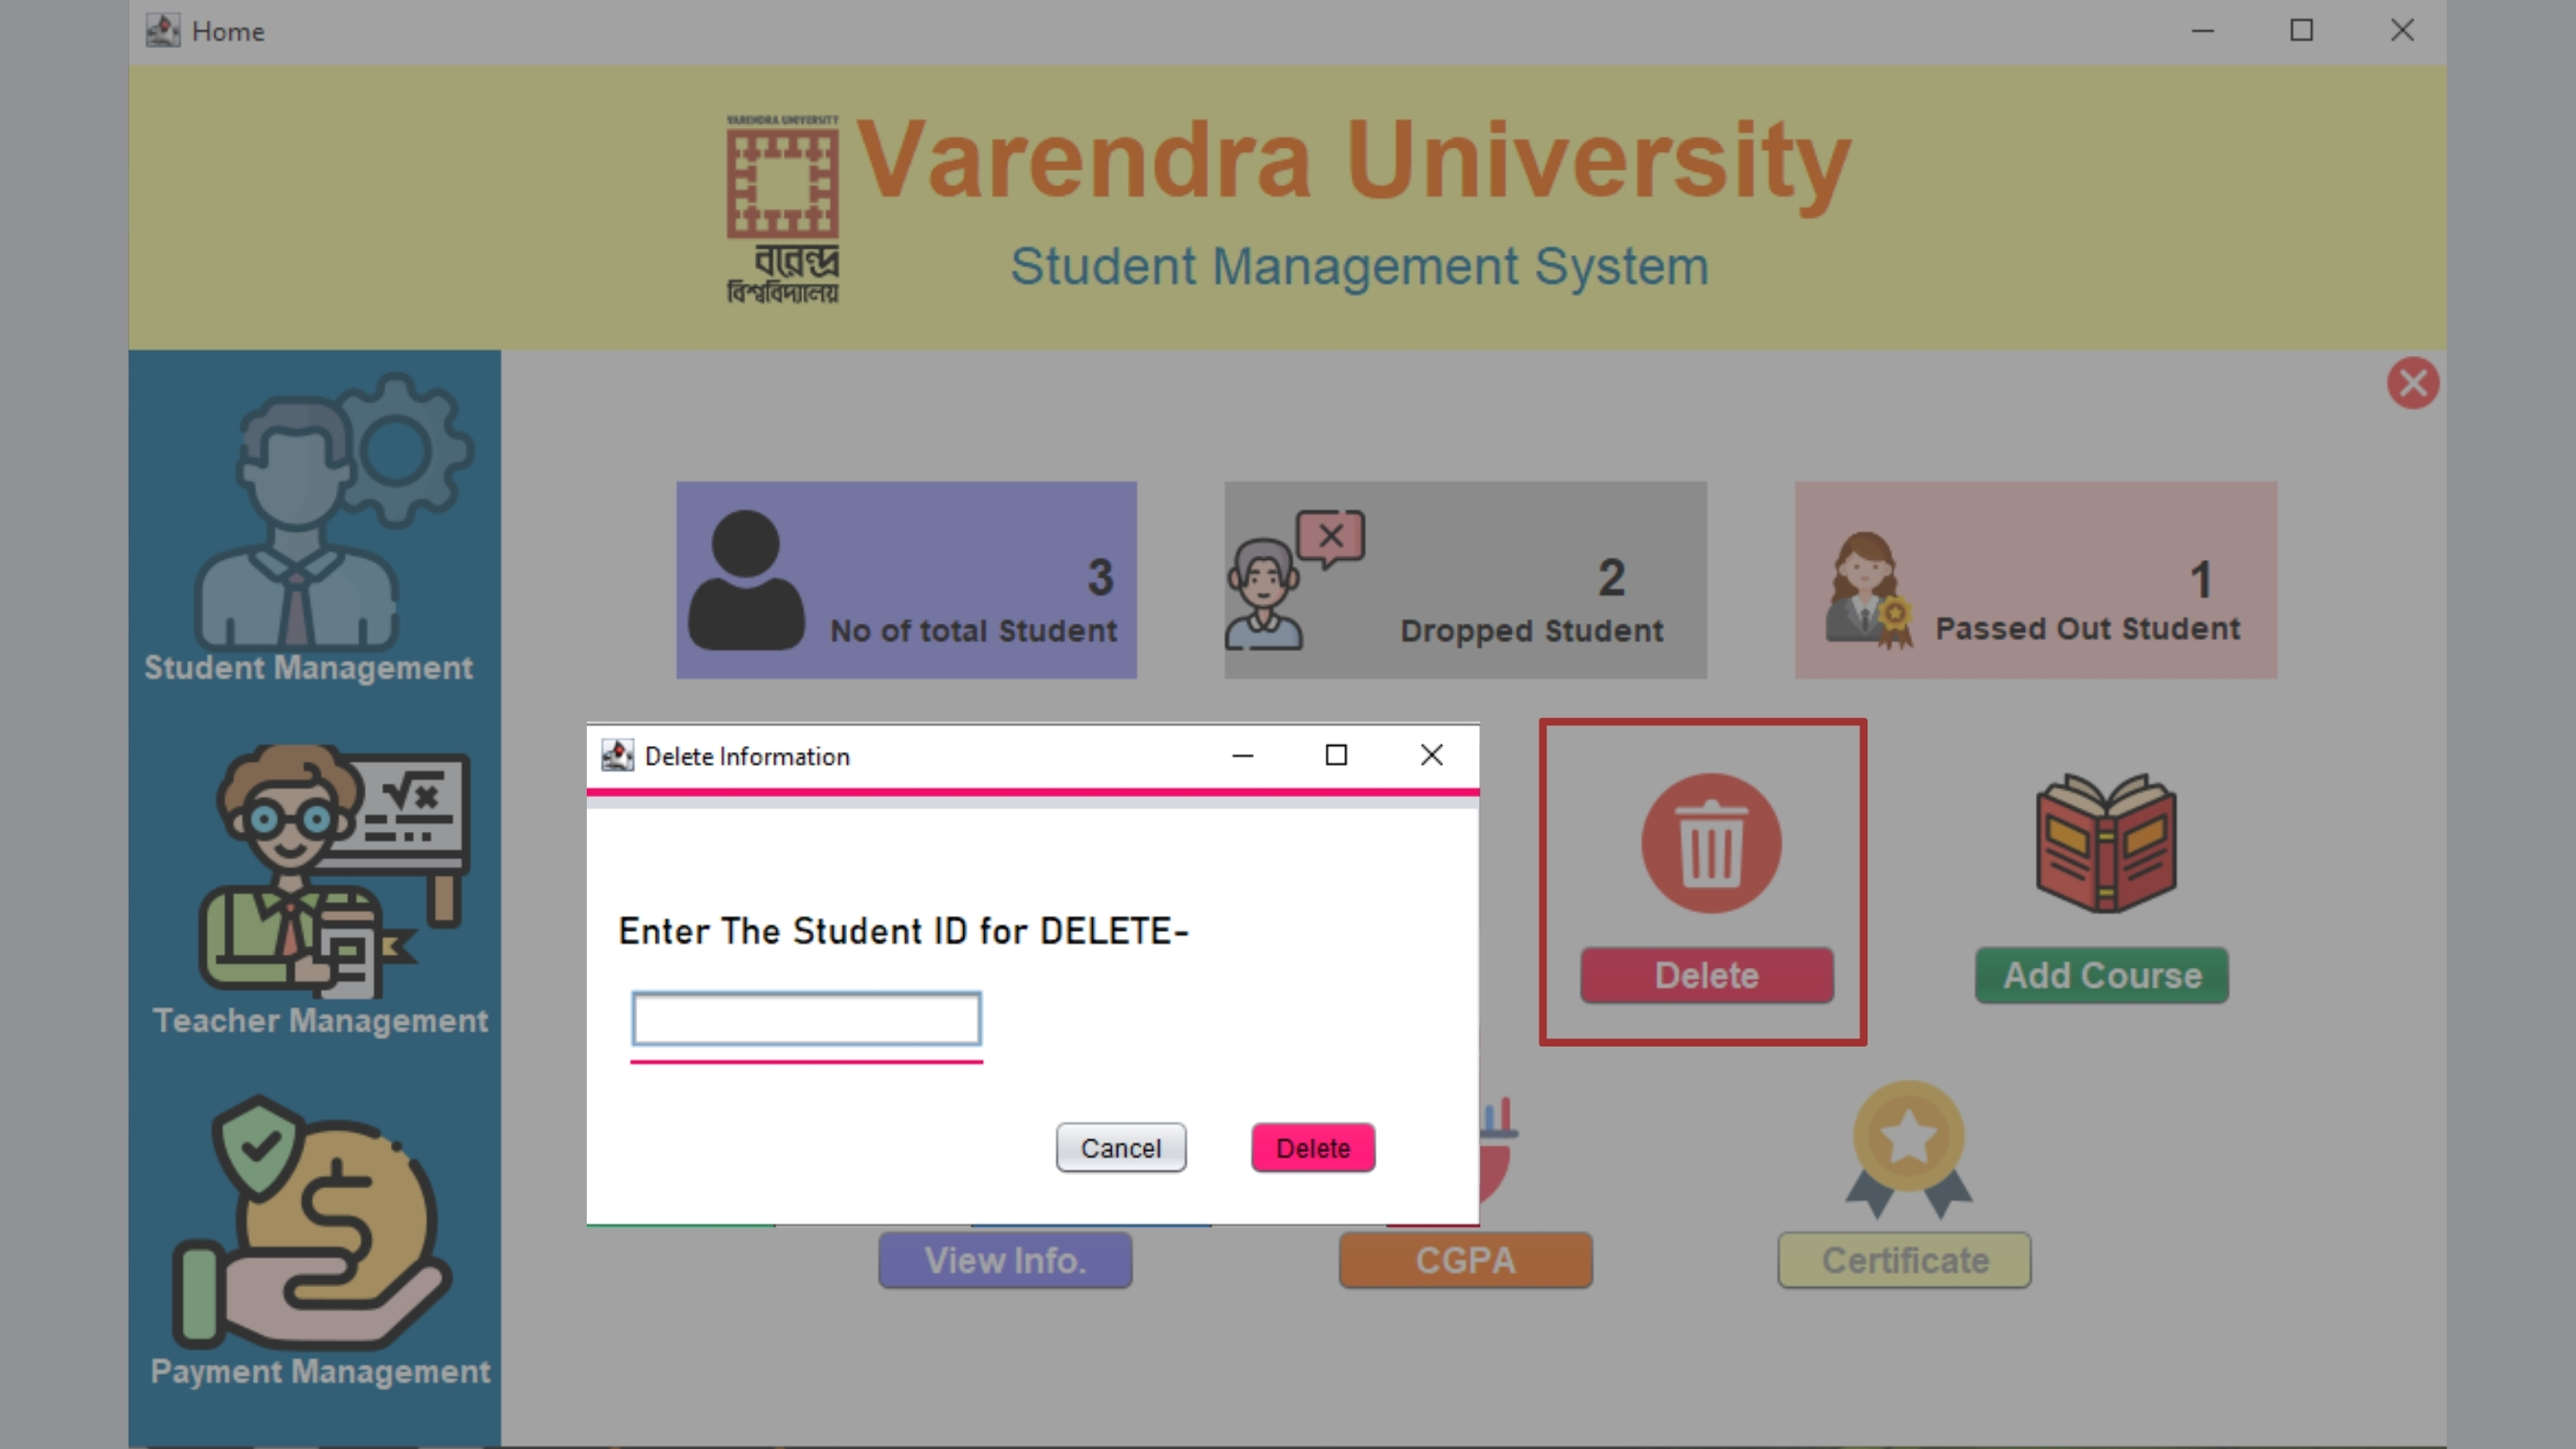 Home
VARENDRA UNIVERSITY
বরেন্দ্র
বিশ্ববিদ্যালয়
Varendra University
Student Management System
Student Management
Teacher Management
Payment Management
3
No of total Student
2
Dropped Student
1
Passed Out Student
Delete Information
Enter The Student ID for DELETE-
Cancel
Delete
Delete
Add Course
View Info.
CGPA
Certificate